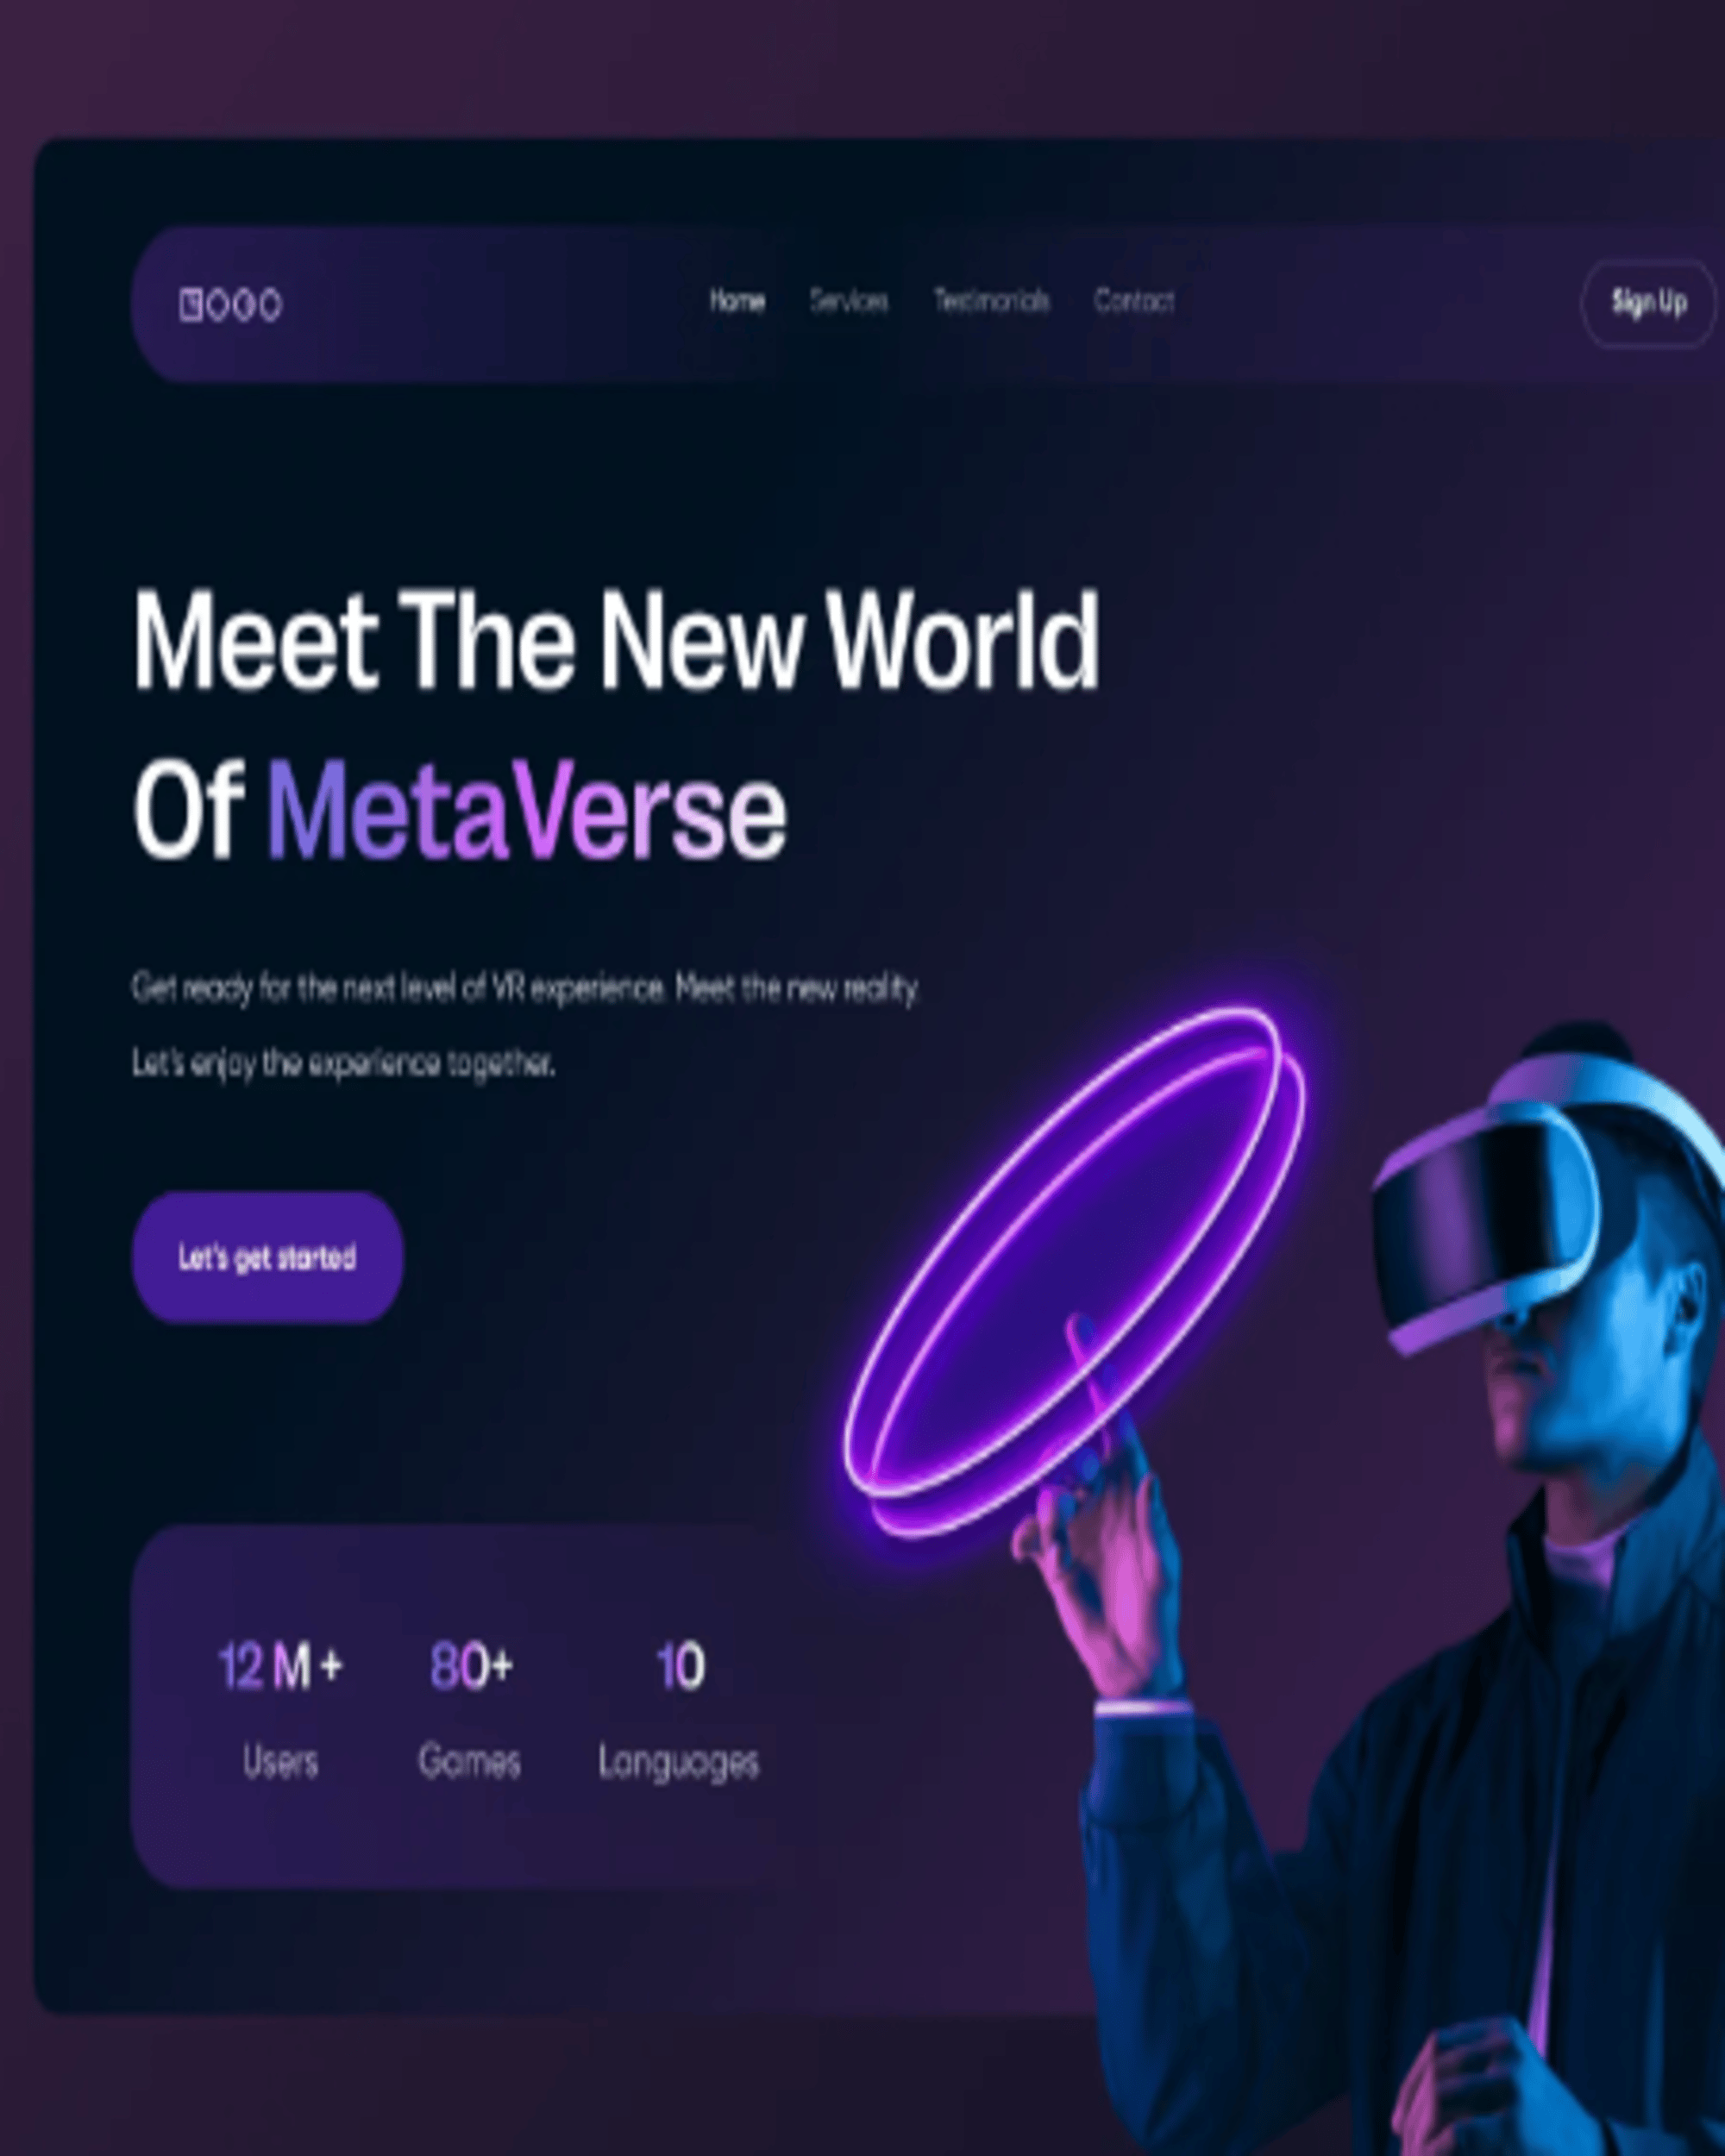 LOGO
Home Services Testimonials Contact Sign Up
Meet The New World
Of MetaVerse
Get ready for the next level of VR experience. Meet the new reality.
Let's enjoy the experience together.
Let's get started
12 M + 80+ 10
Users Games Languages